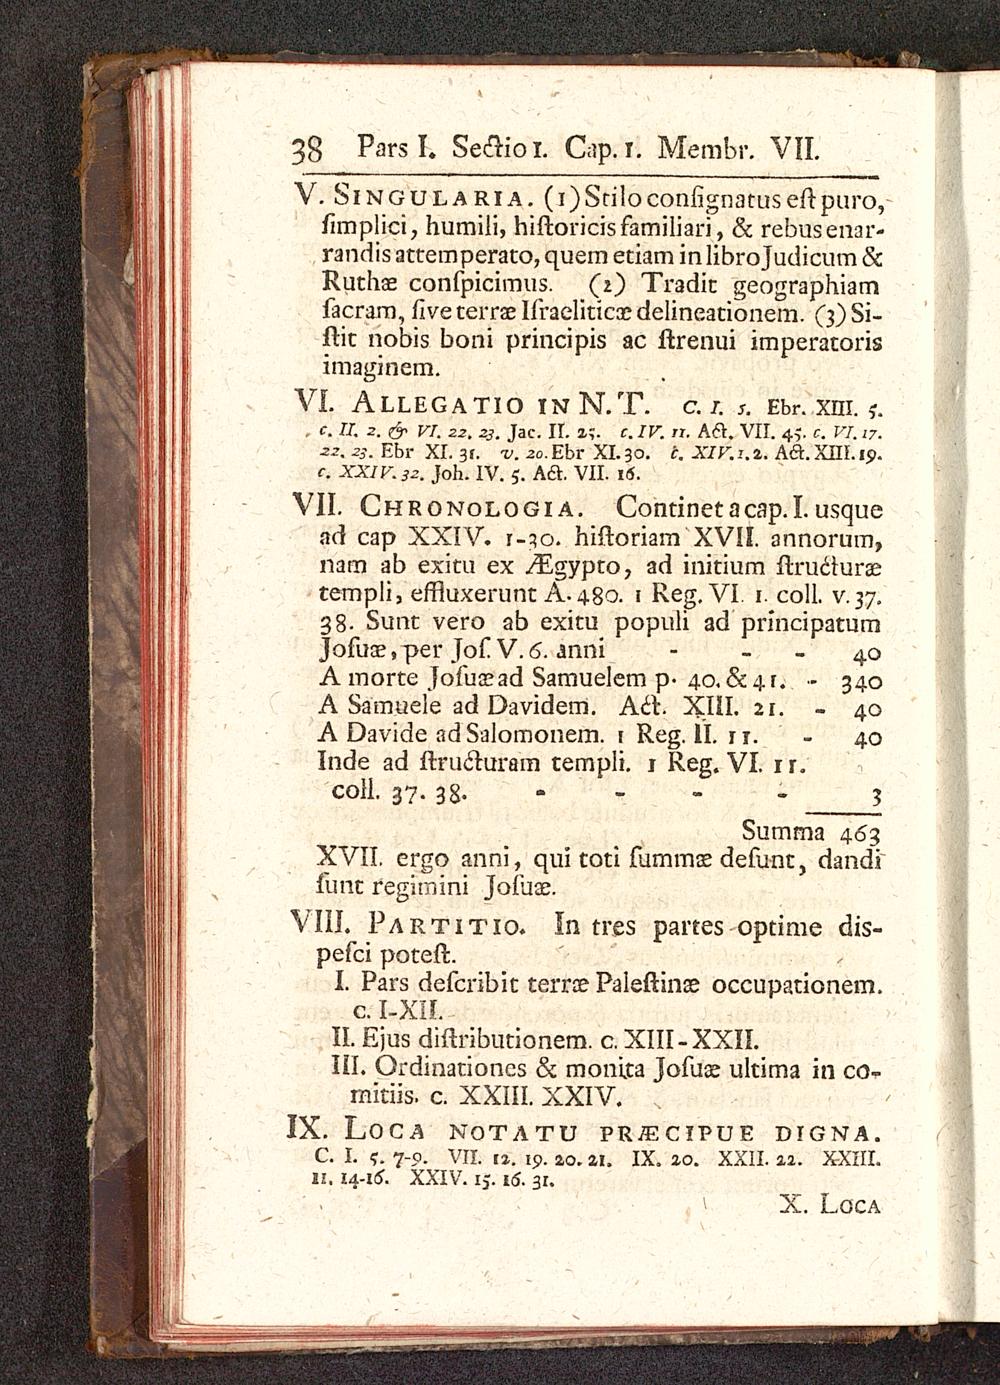 38 Pars I. Sectio 1. Cap. 1. Membr. VII.
V. SINGULARIA. (1) Stilo conſignatus eſt puro,
ſimplici, humili, hiſtoricis familiari, & rebus enar-
randis attemperato, quem etiam in libro Judicum &
Ruthæ conſpicimus. (2) Tradit geographiam
ſacram, ſive terræ Iſraeliticæ delineationem. (3) Si-
ſtit nobis boni principis ac ſtrenui imperatoris
imaginem.
VI. ALLEGATIO IN N. T. C. I. 5. Ebr. XIII. 5.
c. II. 2. & VI. 22. 23. Jac. II. 25. c. IV. 11. Act. VII. 45. c. VI. 17.
22. 23. Ebr XI. 31. v. 20. Ebr XI. 30. c. XIV. 1. 2. Act. XIII. 19.
c. XXIV. 32. Joh. IV. 5. Act. VII. 16.
VII. CHRONOLOGIA. Continet a cap. I. usque
ad cap XXIV. 1-30. hiſtoriam XVII. annorum,
nam ab exitu ex Ægypto, ad initium ſtructuræ
templi, effluxerunt A. 480. 1 Reg. VI. 1. coll. v. 37.
38. Sunt vero ab exitu populi ad principatum
Joſuæ, per Joſ. V. 6. anni - - - 40
A morte Joſuæ ad Samuelem p. 40. & 41. - 340
A Samuele ad Davidem. Act. XIII. 21. - 40
A Davide ad Salomonem. 1 Reg. II. 11. - 40
Inde ad ſtructuram templi. 1 Reg. VI. 11.
coll. 37. 38. - - - - 3
Summa 463
XVII. ergo anni, qui toti ſummæ deſunt, dandi
ſunt regimini Joſuæ.
VIII. PARTITIO. In tres partes optime dis-
peſci poteſt.
I. Pars deſcribit terræ Paleſtinæ occupationem.
c. I-XII.
II. Ejus diſtributionem. c. XIII-XXII.
III. Ordinationes & monita Joſuæ ultima in co-
mitiis. c. XXIII. XXIV.
IX. LOCA NOTATU PRÆCIPUE DIGNA.
C. I. 5. 7-9. VII. 12. 19. 20. 21. IX. 20. XXII. 22. XXIII.
11. 14-16. XXIV. 15. 16. 31.
X. LOCA